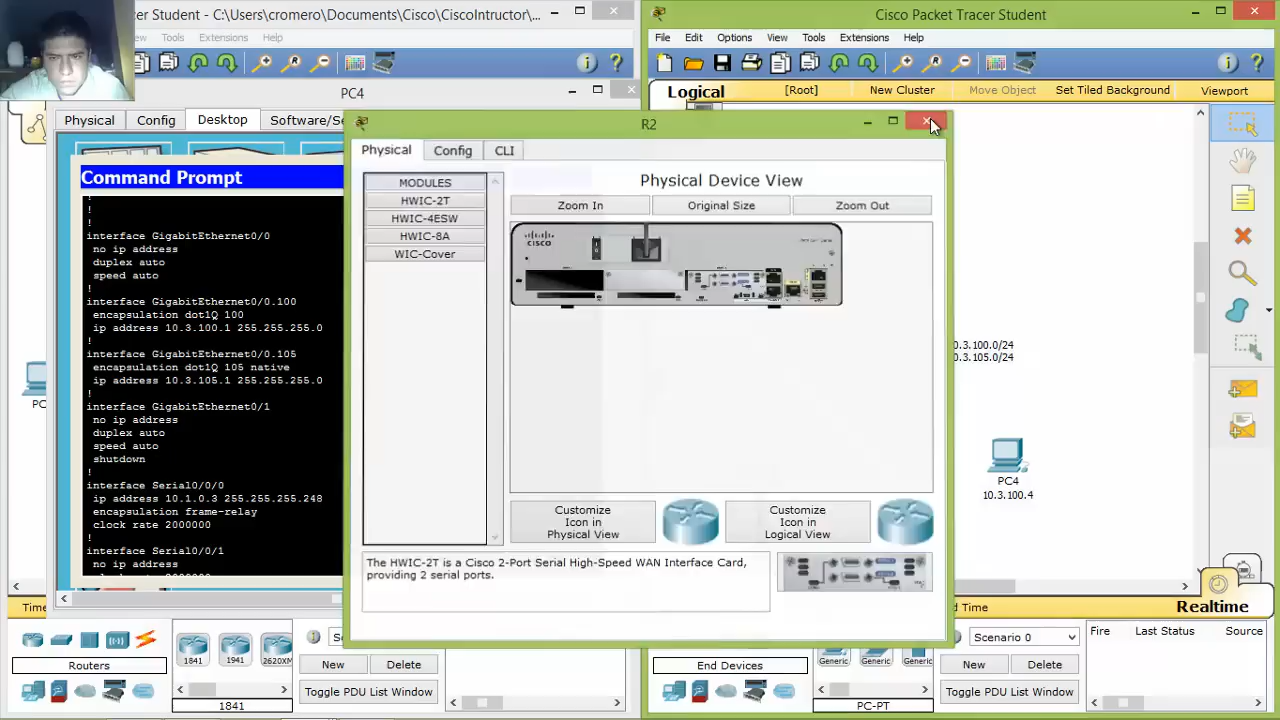 er Student - C:\Users\cromero\Documents\Cisco\CiscoIntructor\...
Cisco Packet Tracer Student
Tools Extensions Help
File Edit Options View Tools Extensions Help
Logical [Root] New Cluster Move Object Set Tiled Background Viewport
PC4
Physical Config Desktop
R2
Physical Config CLI
Command Prompt
!
!
interface GigabitEthernet0/0
no ip address
duplex auto
speed auto
!
interface GigabitEthernet0/0.100
encapsulation dot1Q 100
ip address 10.3.100.1 255.255.255.0
!
interface GigabitEthernet0/0.105
encapsulation dot1Q 105 native
ip address 10.3.105.1 255.255.255.0
!
interface GigabitEthernet0/1
no ip address
duplex auto
speed auto
shutdown
!
interface Serial0/0/0
ip address 10.1.0.3 255.255.255.248
encapsulation frame-relay
clock rate 2000000
!
interface Serial0/0/1
MODULES
HWIC-2T
HWIC-4ESW
HWIC-8A
WIC-Cover
Physical Device View
Zoom In Original Size Zoom Out
CISCO
Customize
Icon in
Physical View
Customize
Icon in
Logical View
The HWIC-2T is a Cisco 2-Port Serial High-Speed WAN Interface Card,
providing 2 serial ports.
0.3.100.0/24
0.3.105.0/24
PC4
10.3.100.4
Time
Realtime
Routers
1841 1941 2620XM
New Delete
Toggle PDU List Window
1841
End Devices
Generic Generic Generic
PC-PT
Scenario 0
New Delete
Toggle PDU List Window
Fire Last Status Source